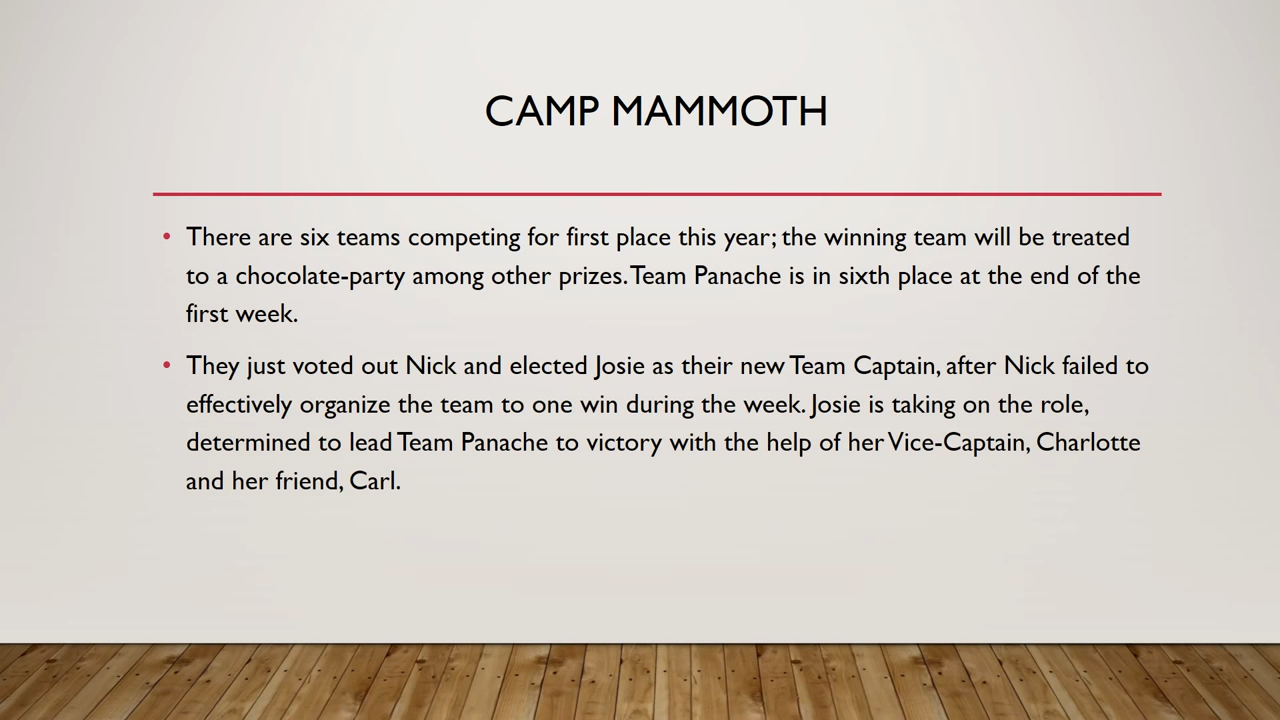 CAMP MAMMOTH
• There are six teams competing for first place this year; the winning team will be treated
to a chocolate-party among other prizes. Team Panache is in sixth place at the end of the
first week.
• They just voted out Nick and elected Josie as their new Team Captain, after Nick failed to
effectively organize the team to one win during the week. Josie is taking on the role,
determined to lead Team Panache to victory with the help of her Vice-Captain, Charlotte
and her friend, Carl.